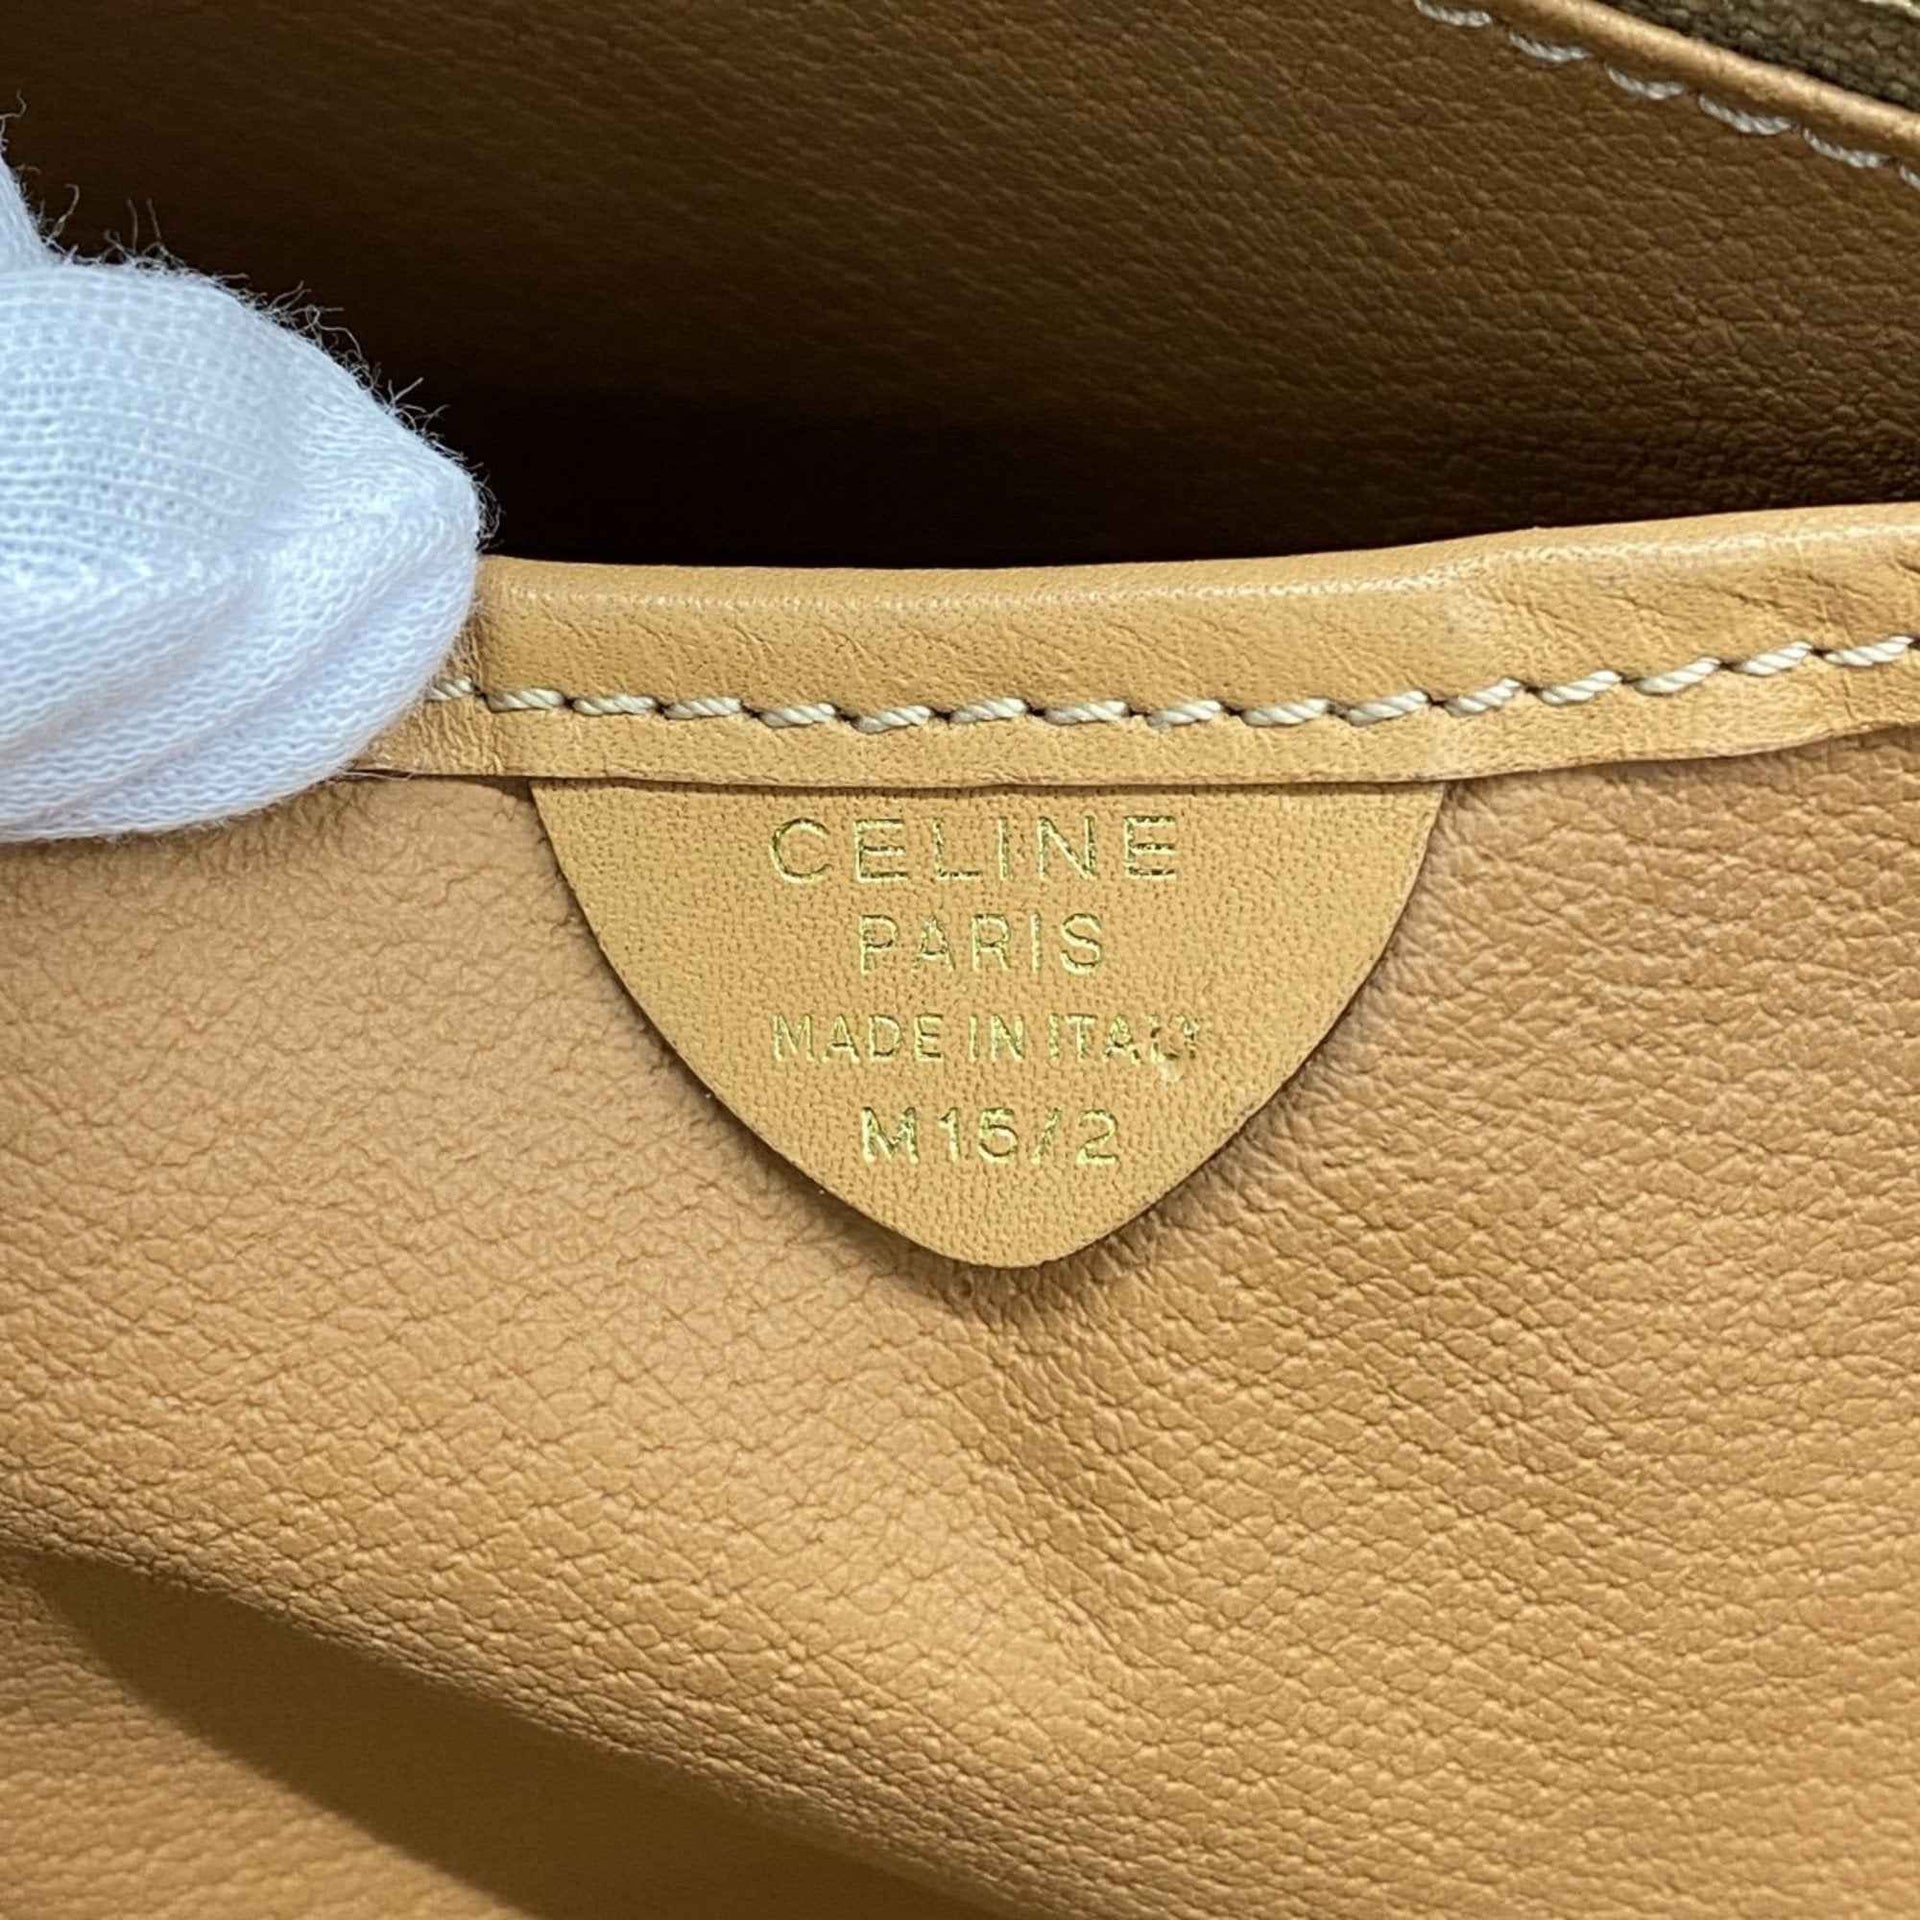 CELINE
PARIS
MADE IN ITALY
M15/2